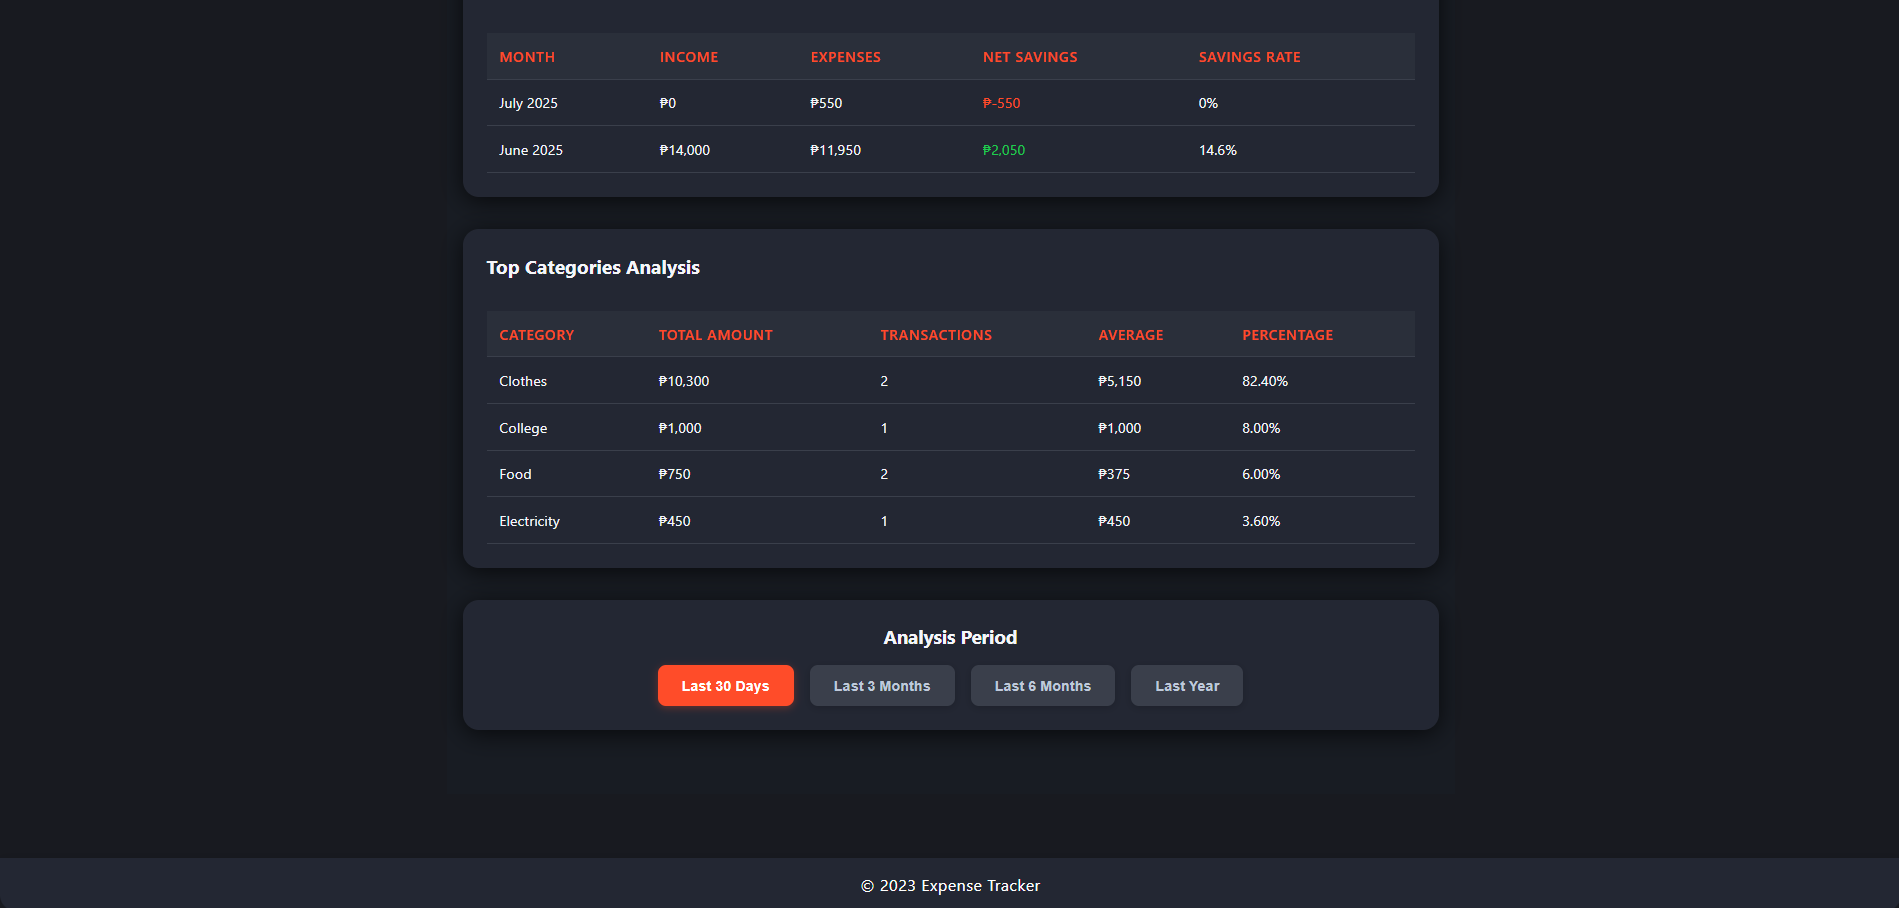 MONTH INCOME EXPENSES NET SAVINGS SAVINGS RATE
July 2025 ₱0 ₱550 ₱-550 0%
June 2025 ₱14,000 ₱11,950 ₱2,050 14.6%
Top Categories Analysis
CATEGORY TOTAL AMOUNT TRANSACTIONS AVERAGE PERCENTAGE
Clothes ₱10,300 2 ₱5,150 82.40%
College ₱1,000 1 ₱1,000 8.00%
Food ₱750 2 ₱375 6.00%
Electricity ₱450 1 ₱450 3.60%
Analysis Period
Last 30 Days Last 3 Months Last 6 Months Last Year
© 2023 Expense Tracker